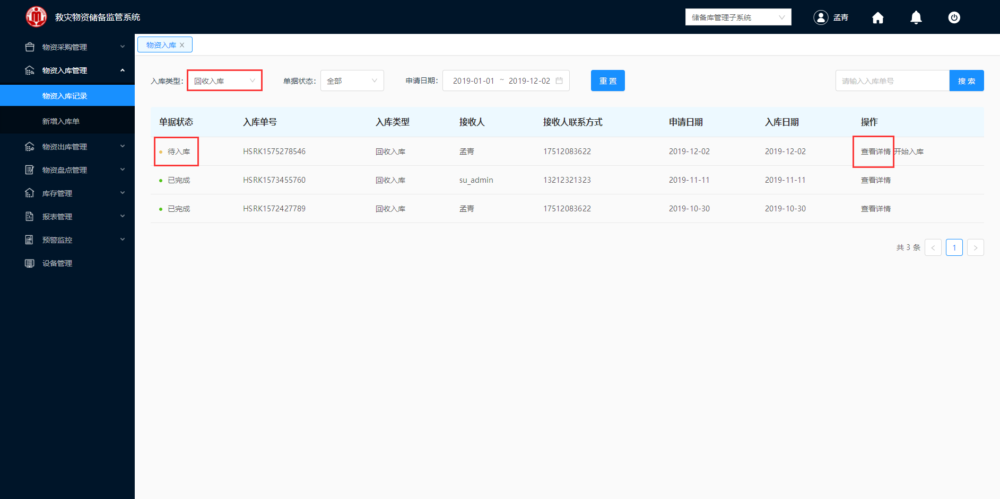 救灾物资储备监管系统
储备库管理子系统
孟青
物资采购管理
物资入库管理
物资入库记录
新增入库单
物资出库管理
物资盘点管理
库存管理
报表管理
预警监控
设备管理
物资入库 X
入库类型: 回收入库 单据状态: 全部 申请日期: 2019-01-01 ~ 2019-12-02 重置 请输入入库单号 搜索
单据状态 入库单号 入库类型 接收人 接收人联系方式 申请日期 入库日期 操作
待入库 HSRK1575278546 回收入库 孟青 17512083622 2019-12-02 2019-12-02 查看详情 开始入库
已完成 HSRK1573455760 回收入库 su_admin 13212321323 2019-11-11 2019-11-11 查看详情
已完成 HSRK1572427789 回收入库 孟青 17512083622 2019-10-30 2019-10-30 查看详情
共 3 条 < 1 >